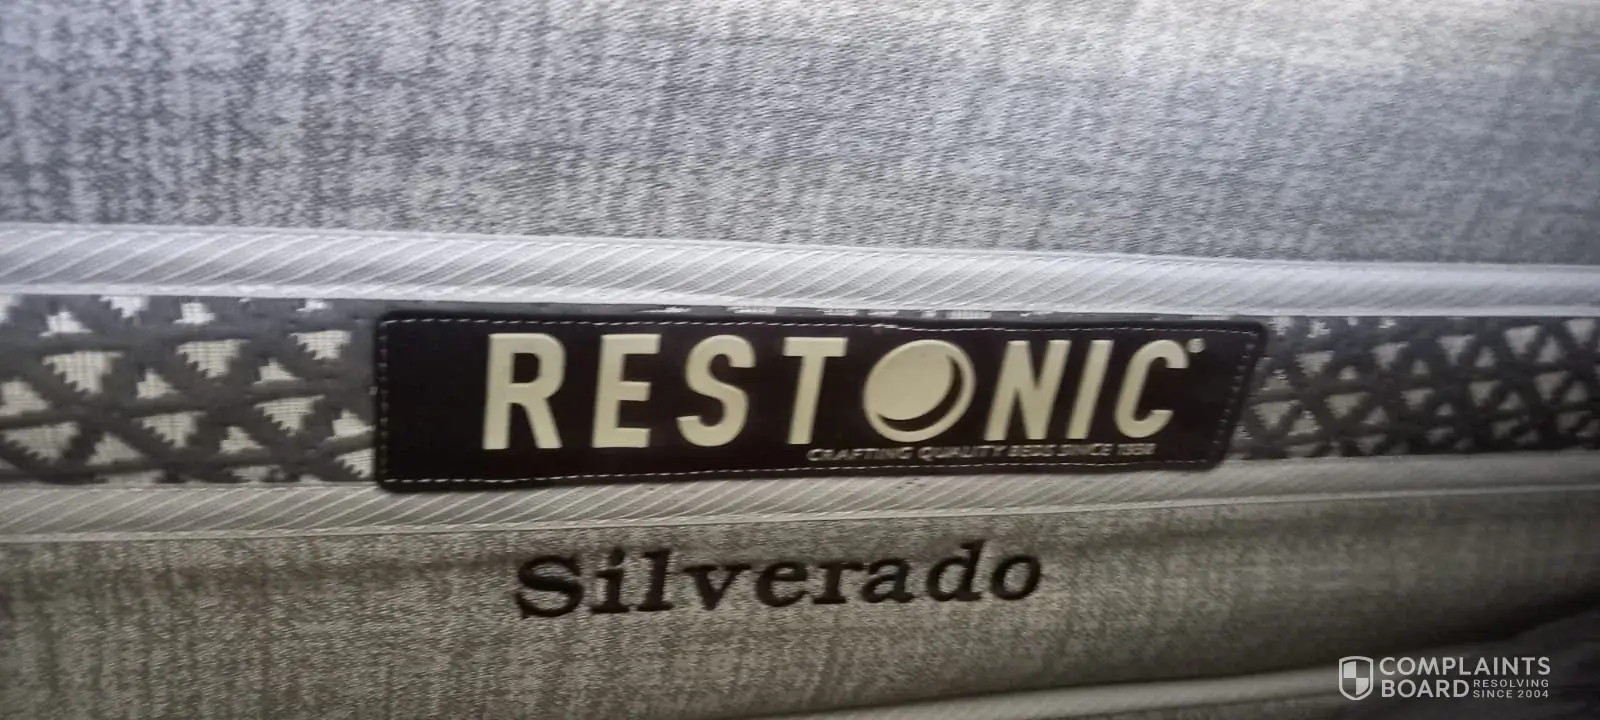 RESTONIC
CRAFTING QUALITY BEDS SINCE 1938
Silverado
COMPLAINTS
BOARD RESOLVING
SINCE 2004